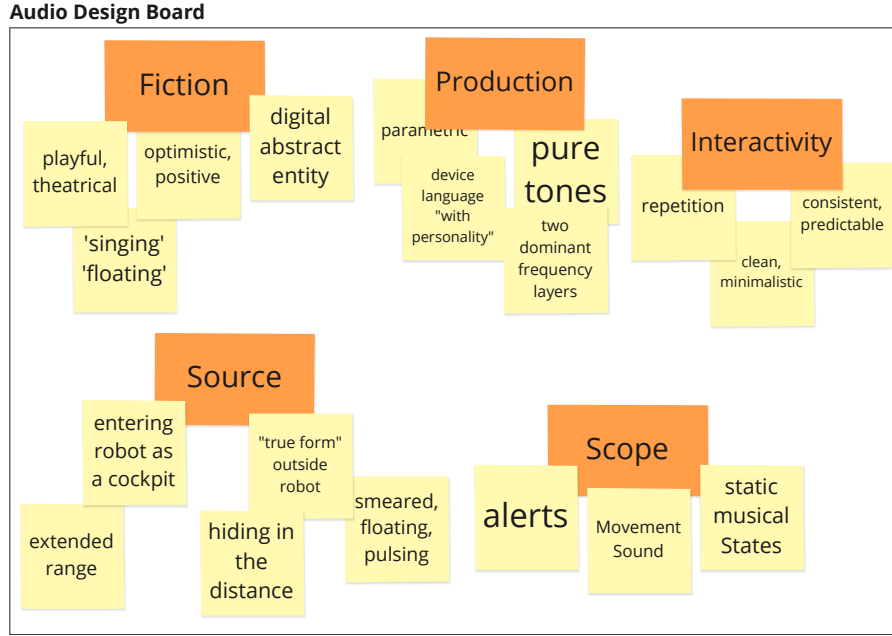 Audio Design Board
Fiction
playful,
theatrical
optimistic,
positive
digital
abstract
entity
'singing'
'floating'
Production
parametric
device
language
"with
personality"
pure
tones
two
dominant
frequency
layers
Interactivity
repetition
clean,
minimalistic
consistent,
predictable
Source
entering
robot as
a cockpit
"true form"
outside
robot
smeared,
floating,
pulsing
extended
range
hiding in
the
distance
Scope
alerts
Movement
Sound
static
musical
States